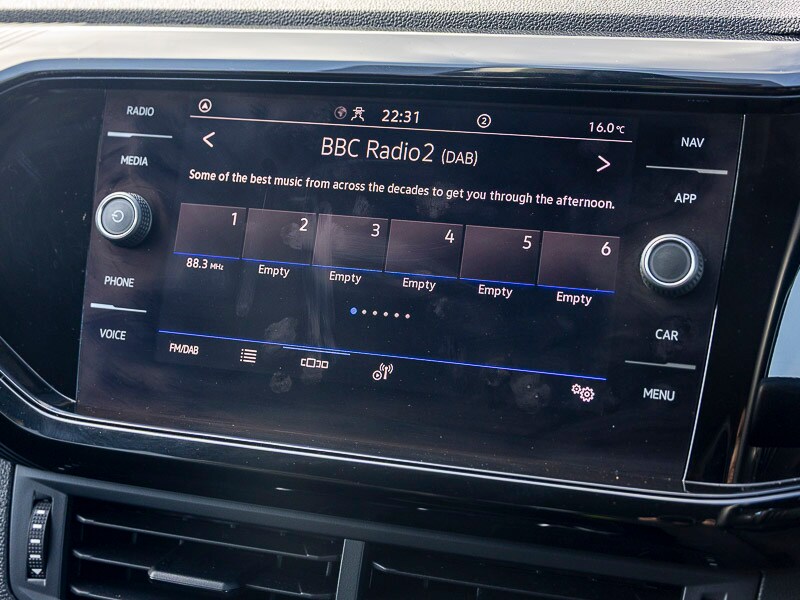 RADIO
MEDIA
PHONE
VOICE
22:31
2
16.0°C
BBC Radio2 (DAB)
Some of the best music from across the decades to get you through the afternoon.
1 2 3 4 5 6
88.3 MHz Empty Empty Empty Empty Empty
FM/DAB
NAV
APP
CAR
MENU